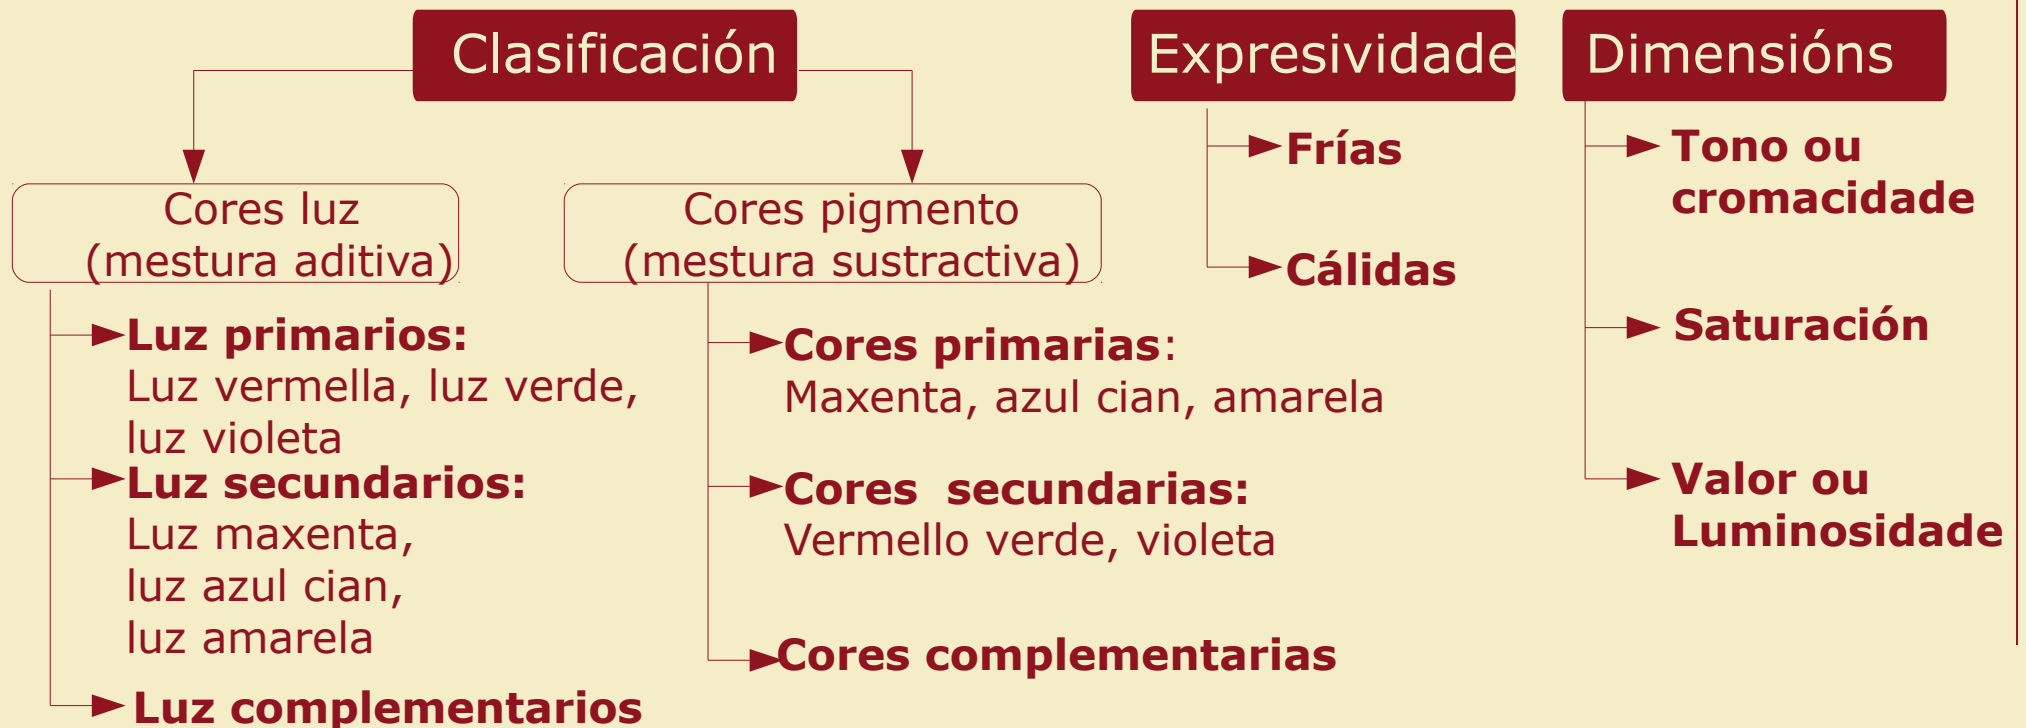 Clasificación
Cores luz
(mestura aditiva)
Luz primarios:
Luz vermella, luz verde,
luz violeta
Luz secundarios:
Luz maxenta,
luz azul cian,
luz amarela
Luz complementarios
Cores pigmento
(mestura sustractiva)
Cores primarias:
Maxenta, azul cian, amarela
Cores secundarias:
Vermello verde, violeta
Cores complementarias
Expresividade
Frías
Cálidas
Dimensións
Tono ou
cromacidade
Saturación
Valor ou
Luminosidade